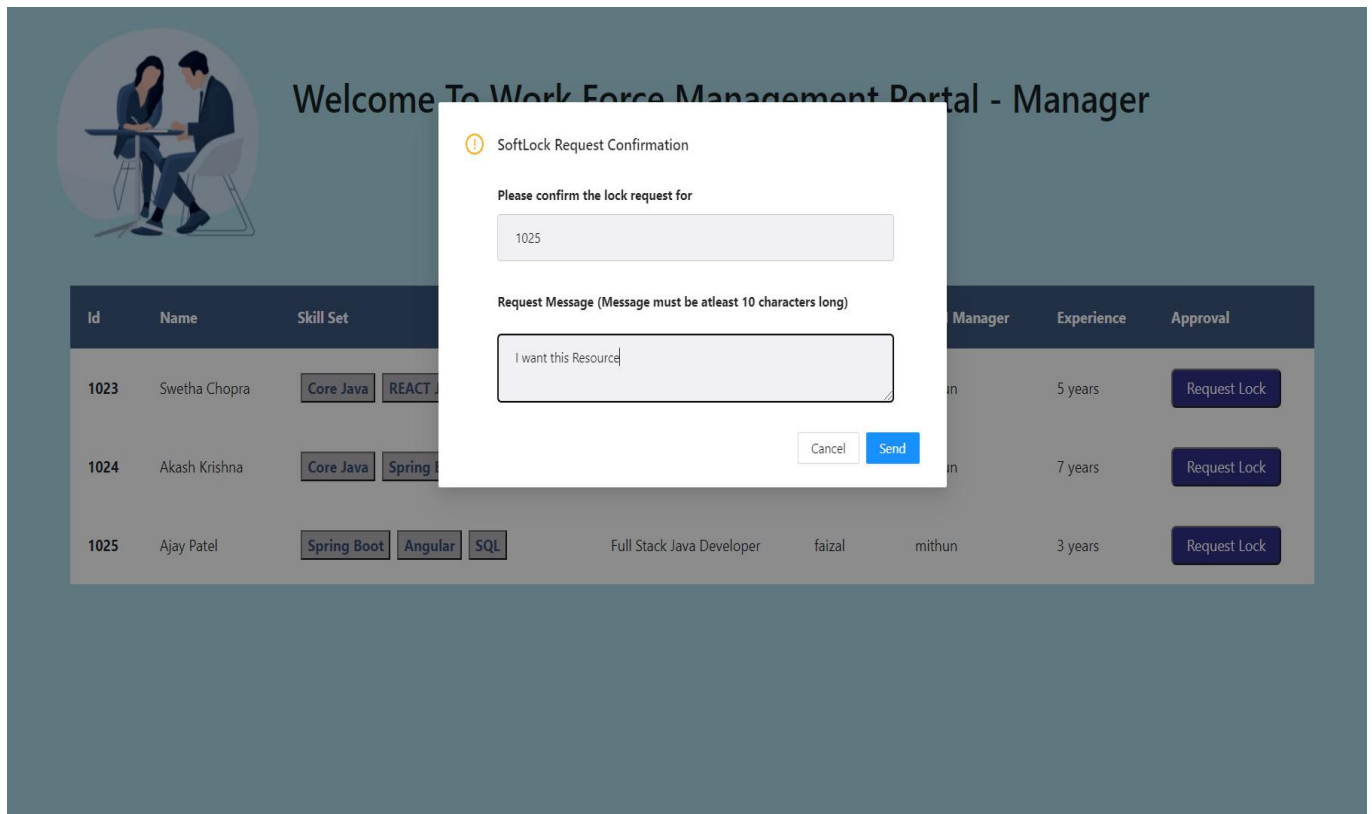 Welcome To Work Force Management Portal - Manager
SoftLock Request Confirmation
Please confirm the lock request for
1025
Request Message (Message must be atleast 10 characters long)
I want this Resource
Cancel Send
Id Name Skill Set Manager Experience Approval
1023 Swetha Chopra Core Java REACT 5 years Request Lock
1024 Akash Krishna Core Java Spring 7 years Request Lock
1025 Ajay Patel Spring Boot Angular SQL Full Stack Java Developer faizal mithun 3 years Request Lock